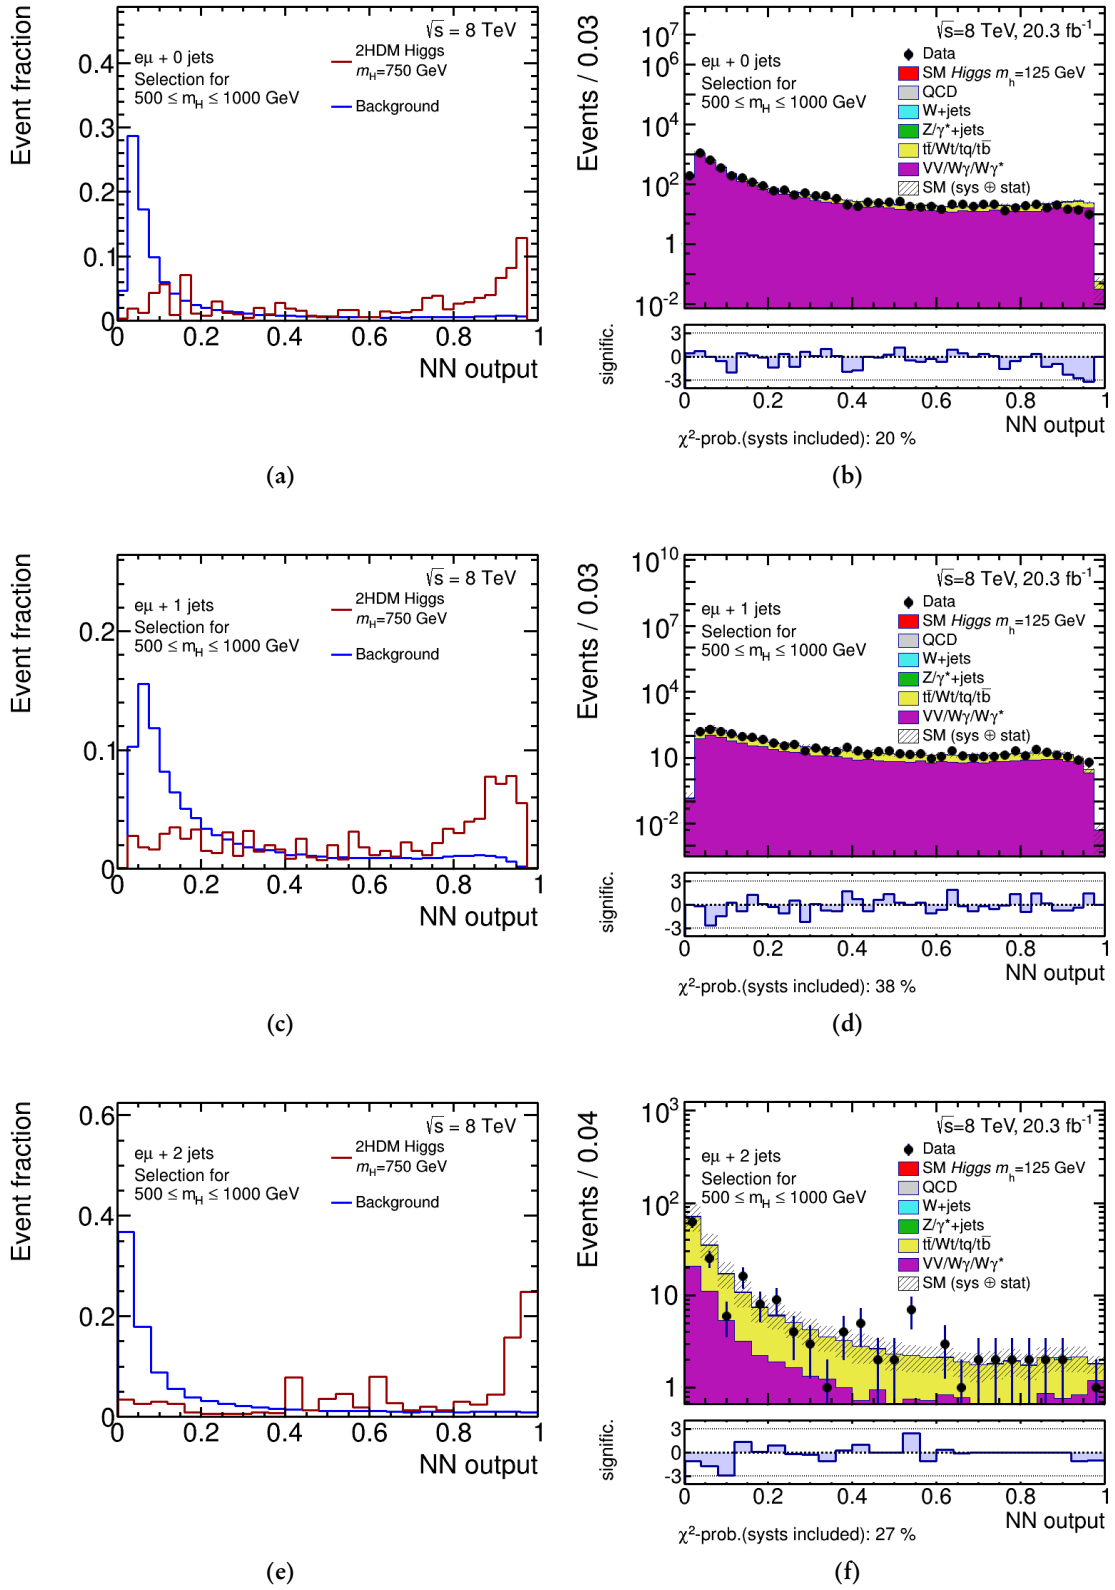 Event fraction
√s = 8 TeV
eμ + 0 jets
Selection for
500 ≤ m_H ≤ 1000 GeV
2HDM Higgs
m_H=750 GeV
Background
0.4
0.3
0.2
0.1
0
0 0.2 0.4 0.6 0.8 1
NN output
(a)
Events / 0.03
√s=8 TeV, 20.3 fb⁻¹
eμ + 0 jets
Selection for
500 ≤ m_H ≤ 1000 GeV
Data
SM Higgs m_h=125 GeV
QCD
W+jets
Z/γ*+jets
tt̄/Wt/tq/tb̄
VV/Wγ/Wγ*
SM (sys ⊕ stat)
10⁷
10⁶
10⁴
10²
1
10⁻²
signific.
3
0
-3
0 0.2 0.4 0.6 0.8 1
NN output
χ²-prob.(systs included): 20 %
(b)
Event fraction
√s = 8 TeV
eμ + 1 jets
Selection for
500 ≤ m_H ≤ 1000 GeV
2HDM Higgs
m_H=750 GeV
Background
0.2
0.1
0
0 0.2 0.4 0.6 0.8 1
NN output
(c)
Events / 0.03
√s=8 TeV, 20.3 fb⁻¹
eμ + 1 jets
Selection for
500 ≤ m_H ≤ 1000 GeV
Data
SM Higgs m_h=125 GeV
QCD
W+jets
Z/γ*+jets
tt̄/Wt/tq/tb̄
VV/Wγ/Wγ*
SM (sys ⊕ stat)
10¹⁰
10⁷
10⁴
10
10⁻²
signific.
3
0
-3
0 0.2 0.4 0.6 0.8 1
NN output
χ²-prob.(systs included): 38 %
(d)
Event fraction
√s = 8 TeV
eμ + 2 jets
Selection for
500 ≤ m_H ≤ 1000 GeV
2HDM Higgs
m_H=750 GeV
Background
0.6
0.4
0.2
0
0 0.2 0.4 0.6 0.8 1
NN output
(e)
Events / 0.04
√s=8 TeV, 20.3 fb⁻¹
eμ + 2 jets
Selection for
500 ≤ m_H ≤ 1000 GeV
Data
SM Higgs m_h=125 GeV
QCD
W+jets
Z/γ*+jets
tt̄/Wt/tq/tb̄
VV/Wγ/Wγ*
SM (sys ⊕ stat)
10³
10²
10
1
signific.
3
0
-3
0 0.2 0.4 0.6 0.8 1
NN output
χ²-prob.(systs included): 27 %
(f)